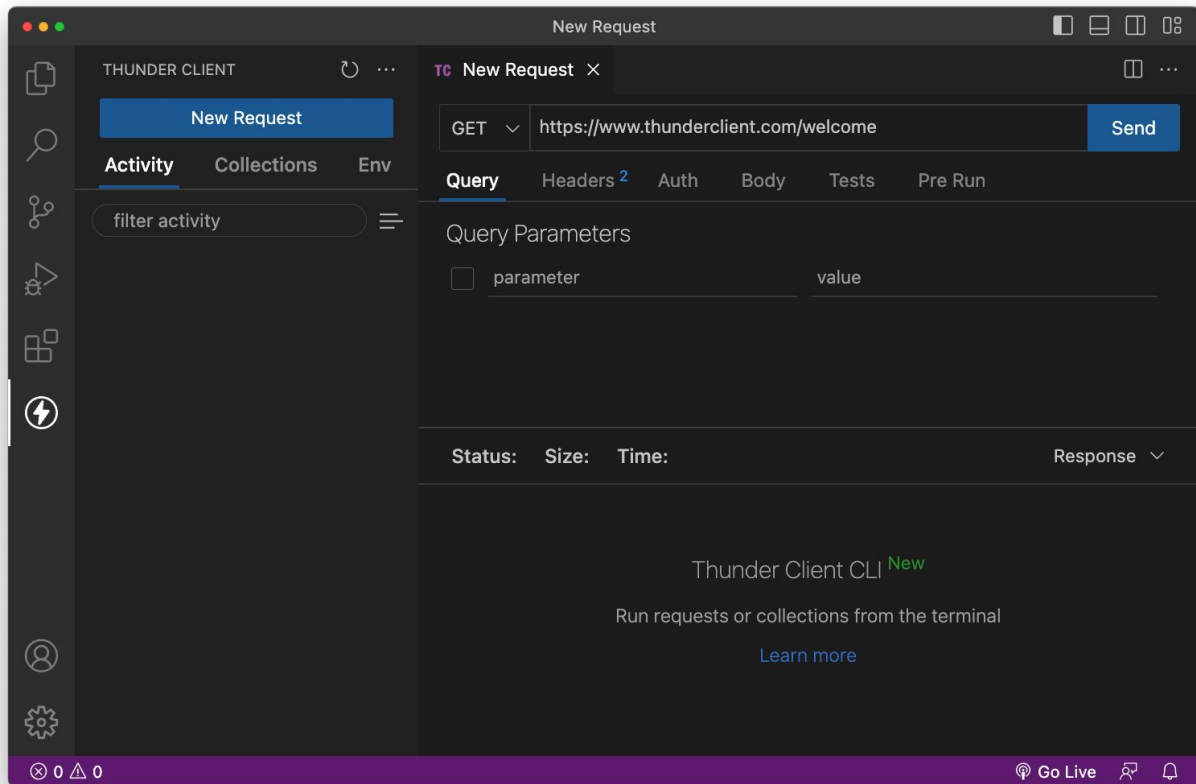 New Request
THUNDER CLIENT
New Request
Activity Collections Env
filter activity
TC New Request
GET https://www.thunderclient.com/welcome Send
Query Headers 2 Auth Body Tests Pre Run
Query Parameters
parameter value
Status: Size: Time: Response
Thunder Client CLI New
Run requests or collections from the terminal
Learn more
0 0 Go Live